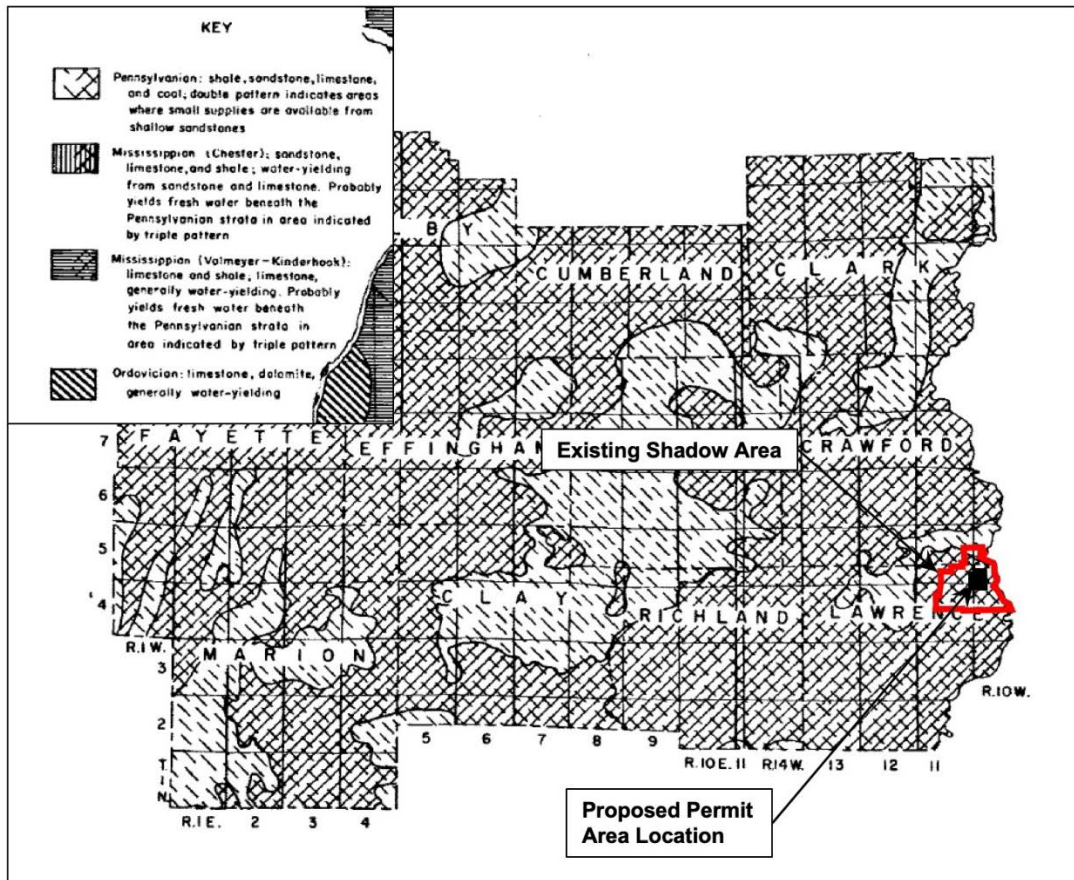 KEY
Pennsylvanian: shale, sandstone, limestone,
and coal; double pattern indicates areas
where small supplies are available from
shallow sandstones
Mississippian (Chester); sandstone,
limestone, and shale; water-yielding
from sandstone and limestone. Probably
yields fresh water beneath the
Pennsylvanian strata in area indicated
by triple pattern
Mississippian (Valmeyer-Kinderhook):
limestone and shale; limestone,
generally water-yielding. Probably
yields fresh water beneath
the Pennsylvanian strata in
area indicated by triple pattern
Ordovician: limestone, dolomite,
generally water-yielding
B Y
CUMBERLAND
CLARK
7
FAYETTE
EFFINGHAM
Existing Shadow Area
CRAWFORD
6
5
4
CLAY
RICHLAND
LAWRENCE
R.1W.
MARION
3
R.10W.
2
T.
1
N.
5
6
7
8
9
R.10E.
11
R.14W.
13
12
11
R.1E.
2
3
4
Proposed Permit
Area Location